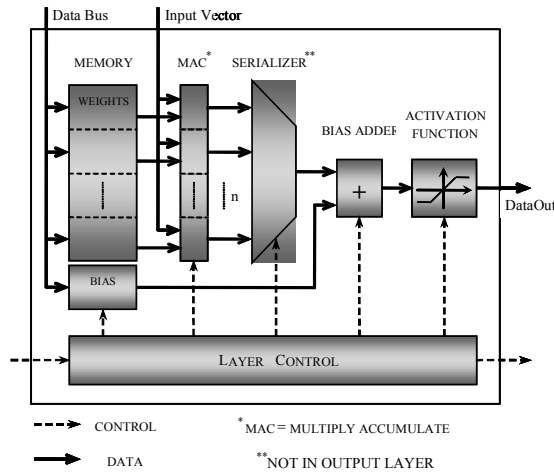 Data Bus
Input Vector
MEMORY
MAC*
SERIALIZER**
WEIGHTS
BIAS ADDER
ACTIVATION
FUNCTION
n
+
DataOut
BIAS
LAYER CONTROL
CONTROL
*MAC = MULTIPLY ACCUMULATE
DATA
**NOT IN OUTPUT LAYER